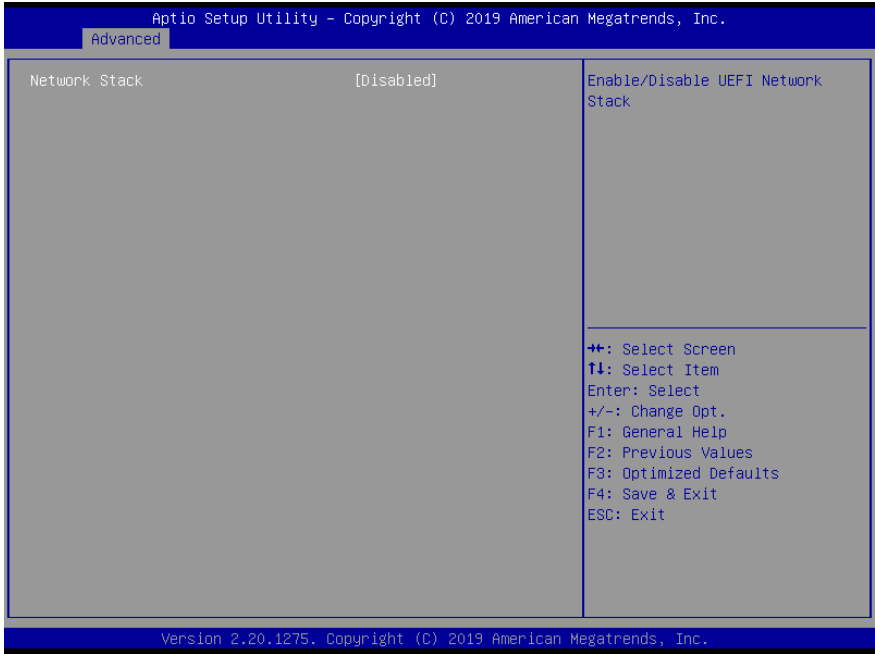 Aptio Setup Utility – Copyright (C) 2019 American Megatrends, Inc.
Advanced
Network Stack [Disabled]
Enable/Disable UEFI Network
Stack
→←: Select Screen
↑↓: Select Item
Enter: Select
+/-: Change Opt.
F1: General Help
F2: Previous Values
F3: Optimized Defaults
F4: Save & Exit
ESC: Exit
Version 2.20.1275. Copyright (C) 2019 American Megatrends, Inc.